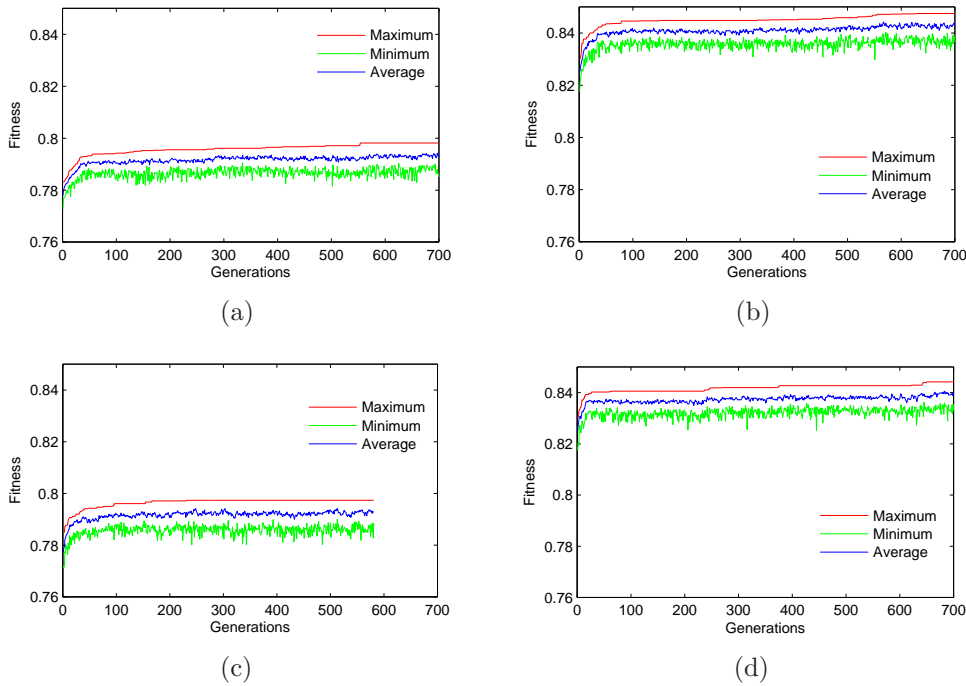 0.84
0.82
0.8
0.78
0.76
Fitness
Maximum
Minimum
Average
0 100 200 300 400 500 600 700
Generations
(a)
0.84
0.82
0.8
0.78
0.76
Fitness
Maximum
Minimum
Average
0 100 200 300 400 500 600 700
Generations
(b)
0.84
0.82
0.8
0.78
0.76
Fitness
Maximum
Minimum
Average
0 100 200 300 400 500 600 700
Generations
(c)
0.84
0.82
0.8
0.78
0.76
Fitness
Maximum
Minimum
Average
0 100 200 300 400 500 600 700
Generations
(d)